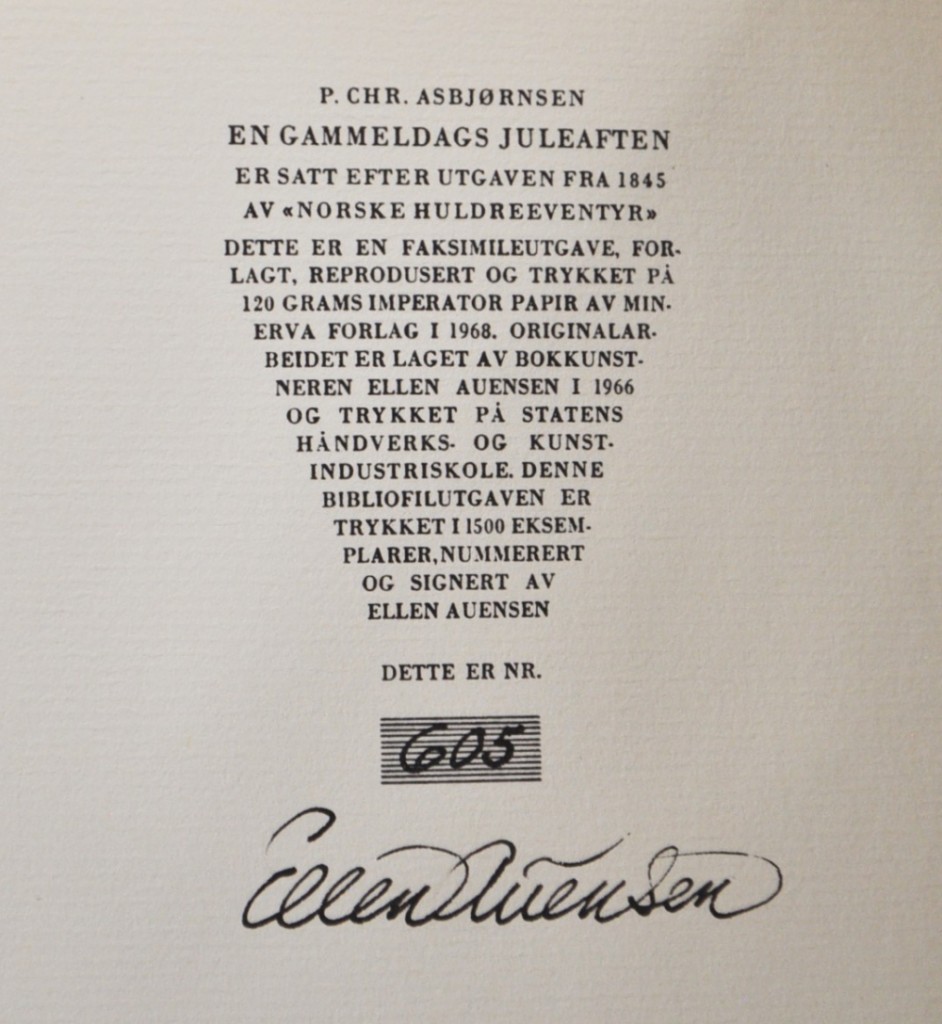 P. CHR. ASBJØRNSEN
EN GAMMELDAGS JULEAFTEN
ER SATT EFTER UTGAVEN FRA 1845
AV «NORSKE HULDREEVENTYR»
DETTE ER EN FAKSIMILEUTGAVE, FOR-
LAGT, REPRODUSERT OG TRYKKET PÅ
120 GRAMS IMPERATOR PAPIR AV MIN-
ERVA FORLAG I 1968. ORIGINALAR-
BEIDET ER LAGET AV BOKKUNST-
NEREN ELLEN AUENSEN I 1966
OG TRYKKET PÅ STATENS
HÅNDVERKS- OG KUNST-
INDUSTRISKOLE. DENNE
BIBLIOFILUTGAVEN ER
TRYKKET I 1500 EKSEM-
PLARER, NUMMERERT
OG SIGNERT AV
ELLEN AUENSEN
DETTE ER NR.
605
Ellen Auensen